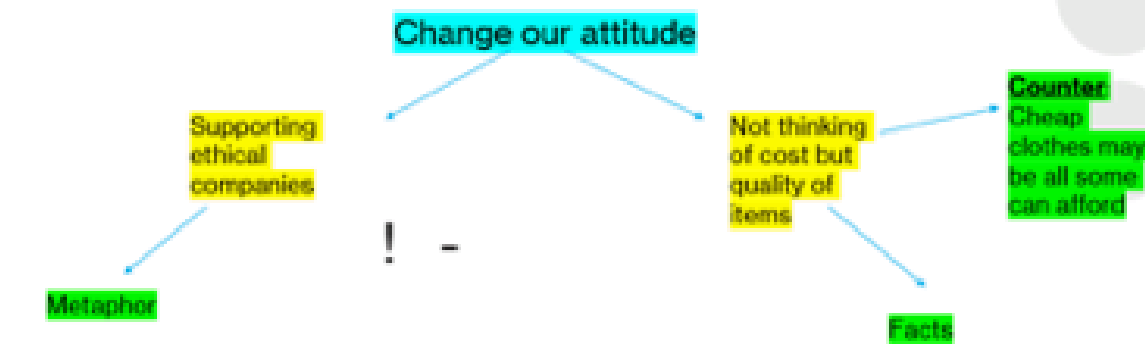 Change our attitude
Supporting
ethical
companies
Not thinking
of cost but
quality of
items
Counter
Cheap
clothes may
be all some
can afford
! -
Metaphor
Facts